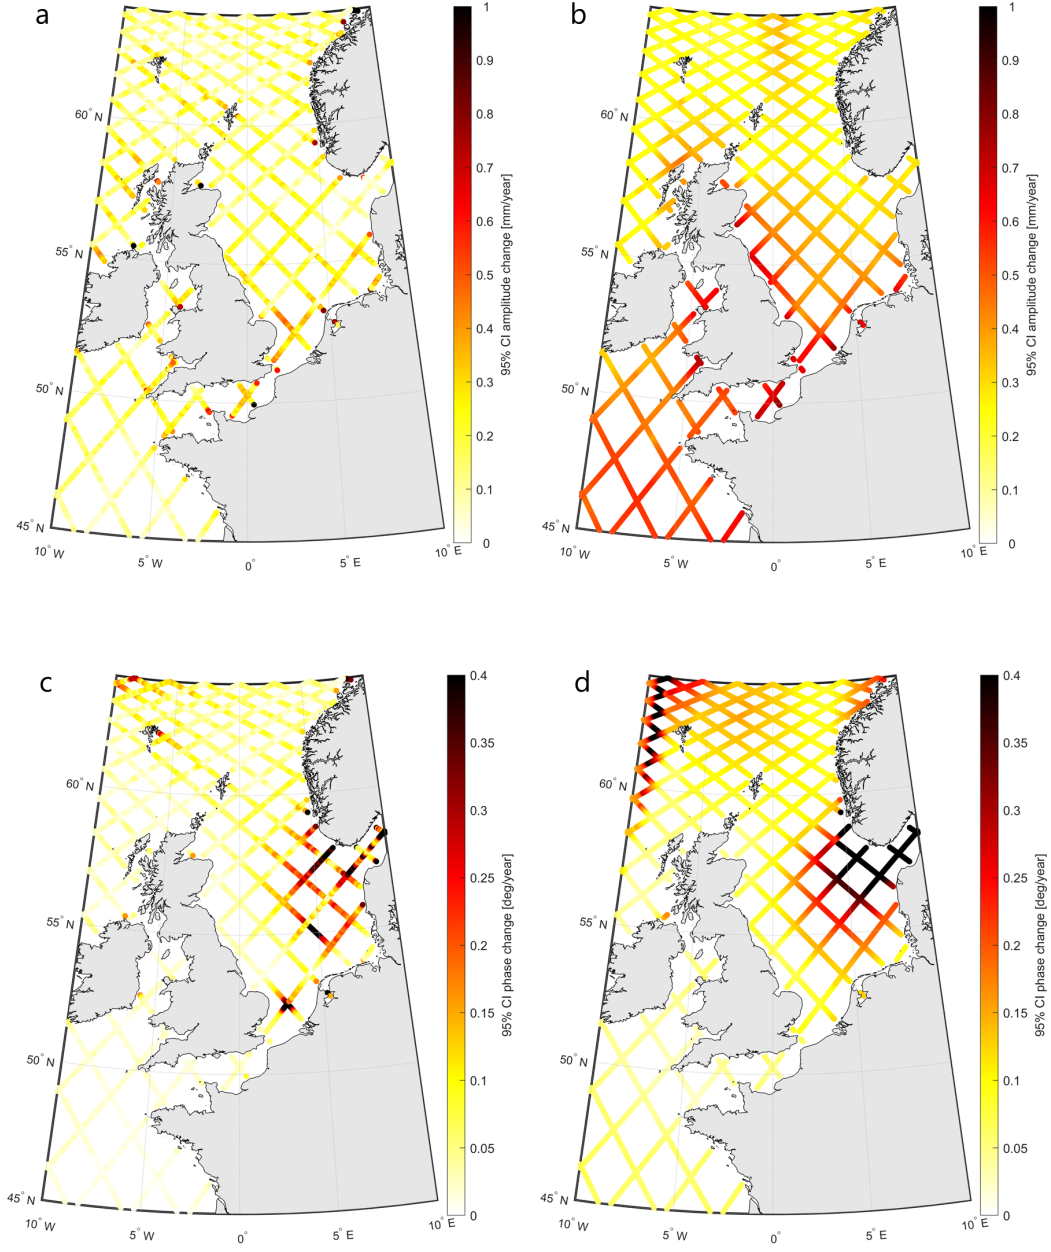 a
60° N
55° N
50° N
45° N
10° W
5° W
0°
5° E
10° E
1
0.9
0.8
0.7
0.6
0.5
0.4
0.3
0.2
0.1
0
95% CI amplitude change [mm/year]
b
60° N
55° N
50° N
45° N
10° W
5° W
0°
5° E
10° E
1
0.9
0.8
0.7
0.6
0.5
0.4
0.3
0.2
0.1
0
95% CI amplitude change [mm/year]
c
60° N
55° N
50° N
45° N
10° W
5° W
0°
5° E
10° E
0.4
0.35
0.3
0.25
0.2
0.15
0.1
0.05
0
95% CI phase change [deg/year]
d
60° N
55° N
50° N
45° N
10° W
5° W
0°
5° E
10° E
0.4
0.35
0.3
0.25
0.2
0.15
0.1
0.05
0
95% CI phase change [deg/year]